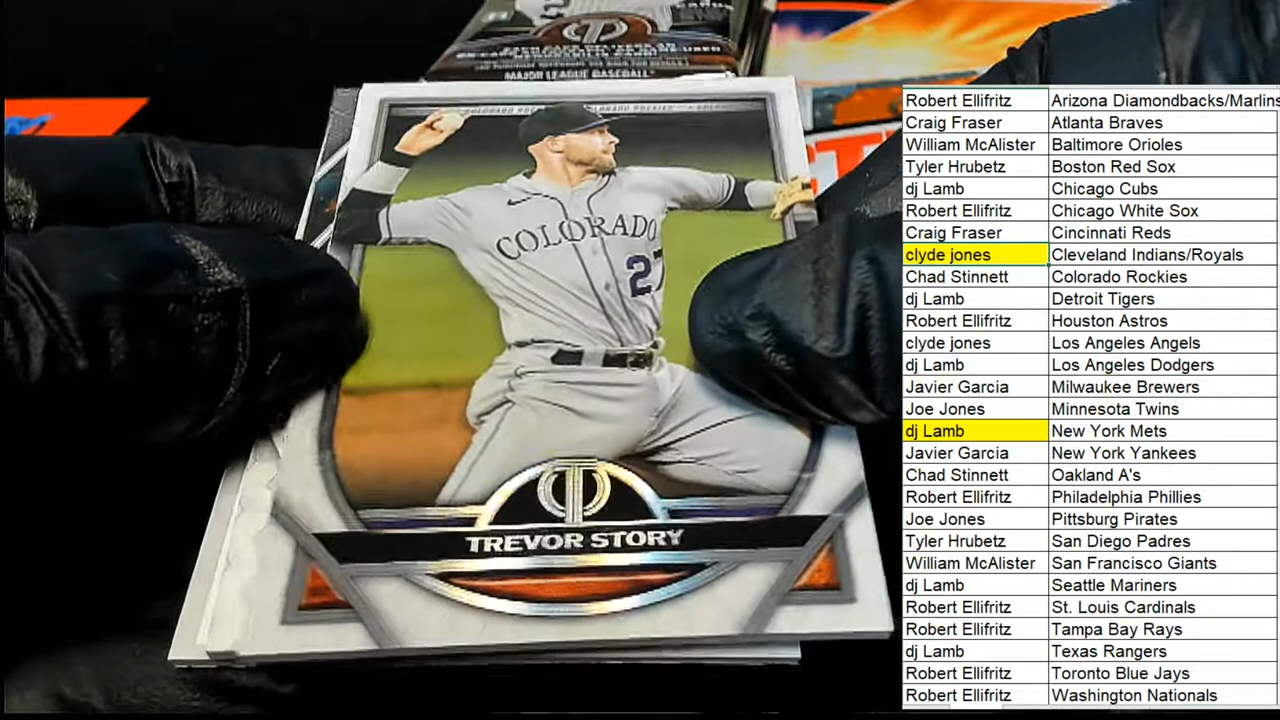 MAJOR LEAGUE BASEBALL
COLORADO
27
TREVOR STORY
Robert Ellifritz Arizona Diamondbacks/Marlins
Craig Fraser Atlanta Braves
William McAlister Baltimore Orioles
Tyler Hrubetz Boston Red Sox
dj Lamb Chicago Cubs
Robert Ellifritz Chicago White Sox
Craig Fraser Cincinnati Reds
clyde jones Cleveland Indians/Royals
Chad Stinnett Colorado Rockies
dj Lamb Detroit Tigers
Robert Ellifritz Houston Astros
clyde jones Los Angeles Angels
dj Lamb Los Angeles Dodgers
Javier Garcia Milwaukee Brewers
Joe Jones Minnesota Twins
dj Lamb New York Mets
Javier Garcia New York Yankees
Chad Stinnett Oakland A's
Robert Ellifritz Philadelphia Phillies
Joe Jones Pittsburg Pirates
Tyler Hrubetz San Diego Padres
William McAlister San Francisco Giants
dj Lamb Seattle Mariners
Robert Ellifritz St. Louis Cardinals
Robert Ellifritz Tampa Bay Rays
dj Lamb Texas Rangers
Robert Ellifritz Toronto Blue Jays
Robert Ellifritz Washington Nationals